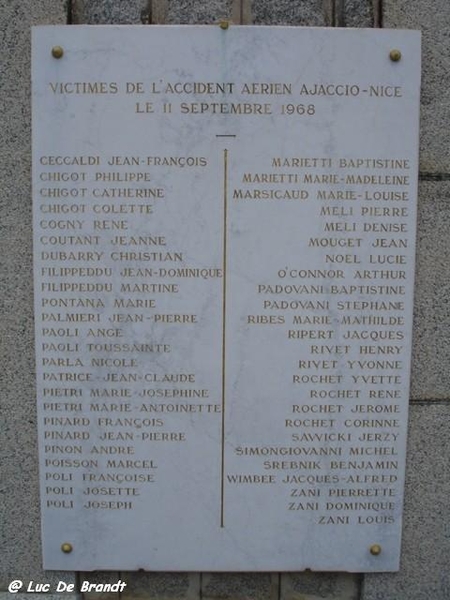 VICTIMES DE L'ACCIDENT AERIEN AJACCIO-NICE
LE 11 SEPTEMBRE 1968
CECCALDI JEAN-FRANÇOIS
CHIGOT PHILIPPE
CHIGOT CATHERINE
CHIGOT COLETTE
COGNY RENE
COUTANT JEANNE
DUBARRY CHRISTIAN
FILIPPEDDU JEAN-DOMINIQUE
FILIPPEDDU MARTINE
PONTANA MARIE
PALMIERI JEAN-PIERRE
PAOLI ANGE
PAOLI TOUSSAINTE
PARLA NICOLE
PATRICE-JEAN-CLAUDE
PIETRI MARIE-JOSEPHINE
PIETRI MARIE-ANTOINETTE
PINARD FRANÇOIS
PINARD JEAN-PIERRE
PINON ANDRE
POISSON MARCEL
POLI FRANÇOISE
POLI JOSETTE
POLI JOSEPH
MARIETTI BAPTISTINE
MARIETTI MARIE-MADELEINE
MARSICAUD MARIE-LOUISE
MELI PIERRE
MELI DENISE
MOUGET JEAN
NOEL LUCIE
O'CONNOR ARTHUR
PADOVANI BAPTISTINE
PADOVANI STEPHANE
RIBES MARIE-MATHILDE
RIPERT JACQUES
RIVET HENRY
RIVET YVONNE
ROCHET YVETTE
ROCHET RENE
ROCHET JEROME
ROCHET CORINNE
SAVVICKI JERZY
SIMONGIOVANNI MICHEL
SREBNIK BENJAMIN
WIMBEE JACQUES-ALFRED
ZANI PIERRETTE
ZANI DOMINIQUE
ZANI LOUIS
@ Luc De Brandt